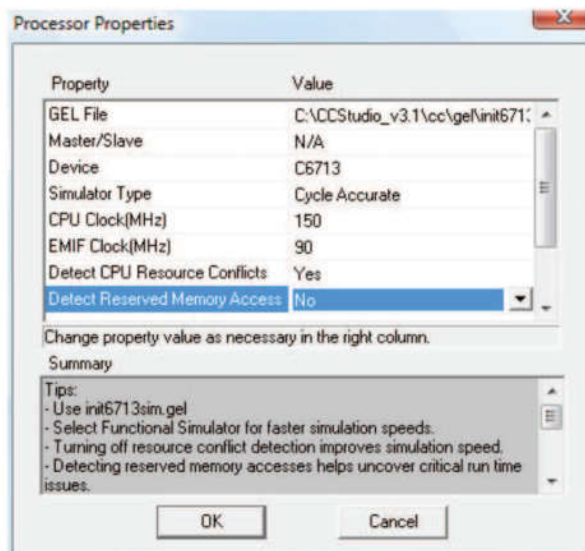 Processor Properties
Property Value
GEL File C:\CCStudio_v3.1\cc\gel\init671
Master/Slave N/A
Device C6713
Simulator Type Cycle Accurate
CPU Clock(MHz) 150
EMIF Clock(MHz) 90
Detect CPU Resource Conflicts Yes
Detect Reserved Memory Access No
Change property value as necessary in the right column.
Summary
Tips:
- Use init6713sim.gel
- Select Functional Simulator for faster simulation speeds.
- Turning off resource conflict detection improves simulation speed.
- Detecting reserved memory accesses helps uncover critical run time
issues.
OK Cancel